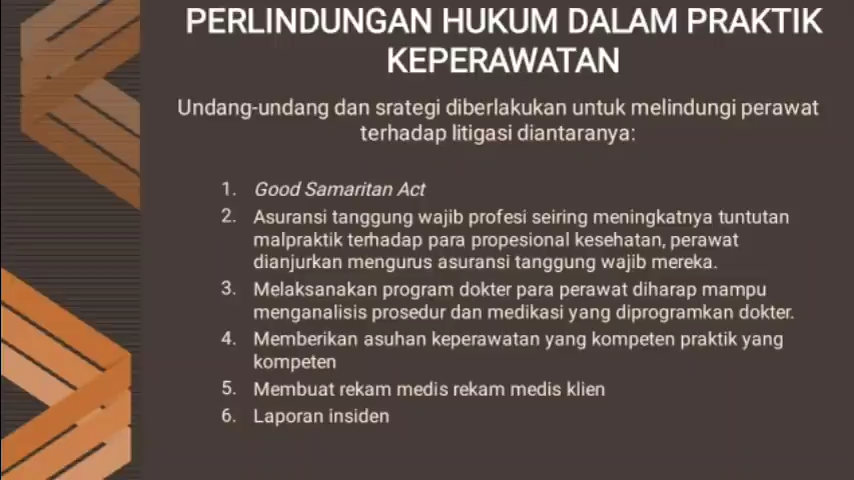 PERLINDUNGAN HUKUM DALAM PRAKTIK
KEPERAWATAN
Undang-undang dan srategi diberlakukan untuk melindungi perawat
terhadap litigasi diantaranya:
1. Good Samaritan Act
2. Asuransi tanggung wajib profesi seiring meningkatnya tuntutan
malpraktik terhadap para propesional kesehatan, perawat
dianjurkan mengurus asuransi tanggung wajib mereka.
3. Melaksanakan program dokter para perawat diharap mampu
menganalisis prosedur dan medikasi yang diprogramkan dokter.
4. Memberikan asuhan keperawatan yang kompeten praktik yang
kompeten
5. Membuat rekam medis rekam medis klien
6. Laporan insiden